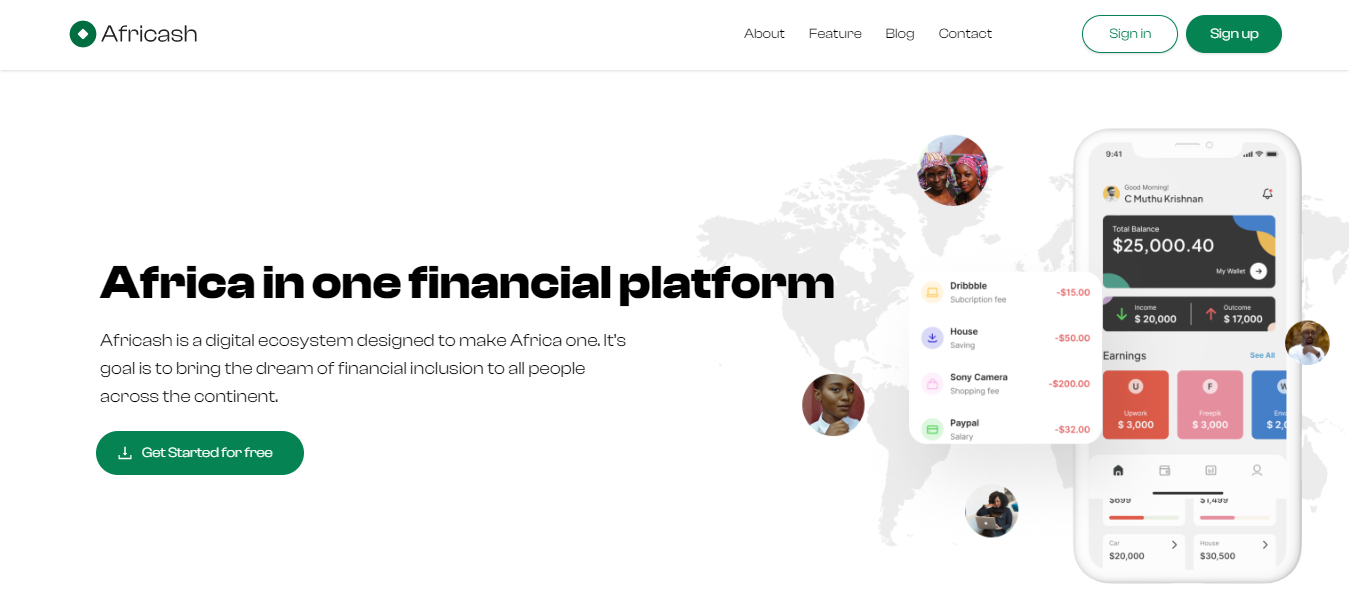 Africash
About
Feature
Blog
Contact
Sign in
Sign up
Africa in one financial platform
Africash is a digital ecosystem designed to make Africa one. It's
goal is to bring the dream of financial inclusion to all people
across the continent.
Get Started for free
9:41
Good Morning!
C Muthu Krishnan
Total Balance
$25,000.40
My Wallet
Income
$ 20,000
Outcome
$ 17,000
Dribbble
Subcription fee
-$15.00
House
Saving
-$50.00
Sony Camera
Shopping fee
-$200.00
Paypal
Salary
-$32.00
Earnings
See All
U
Upwork
$ 3,000
F
Freepik
$ 3,000
W
$699
$1,499
Car
$20,000
House
$30,500